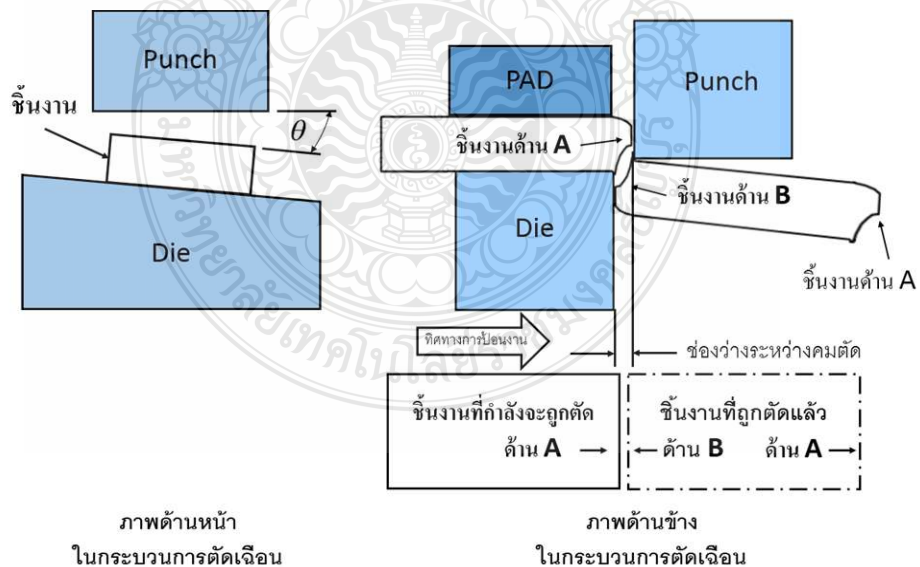 Punch
ชิ้นงาน
θ
Die
PAD
Punch
ชิ้นงานด้าน A
ชิ้นงานด้าน B
Die
ชิ้นงานด้าน A
ทิศทางการป้อนงาน
ช่องว่างระหว่างคมตัด
ชิ้นงานที่กำลังจะถูกตัด
ด้าน A
ชิ้นงานที่ถูกตัดแล้ว
ด้าน B ด้าน A
ภาพด้านหน้า
ในกระบวนการตัดเฉือน
ภาพด้านข้าง
ในกระบวนการตัดเฉือน